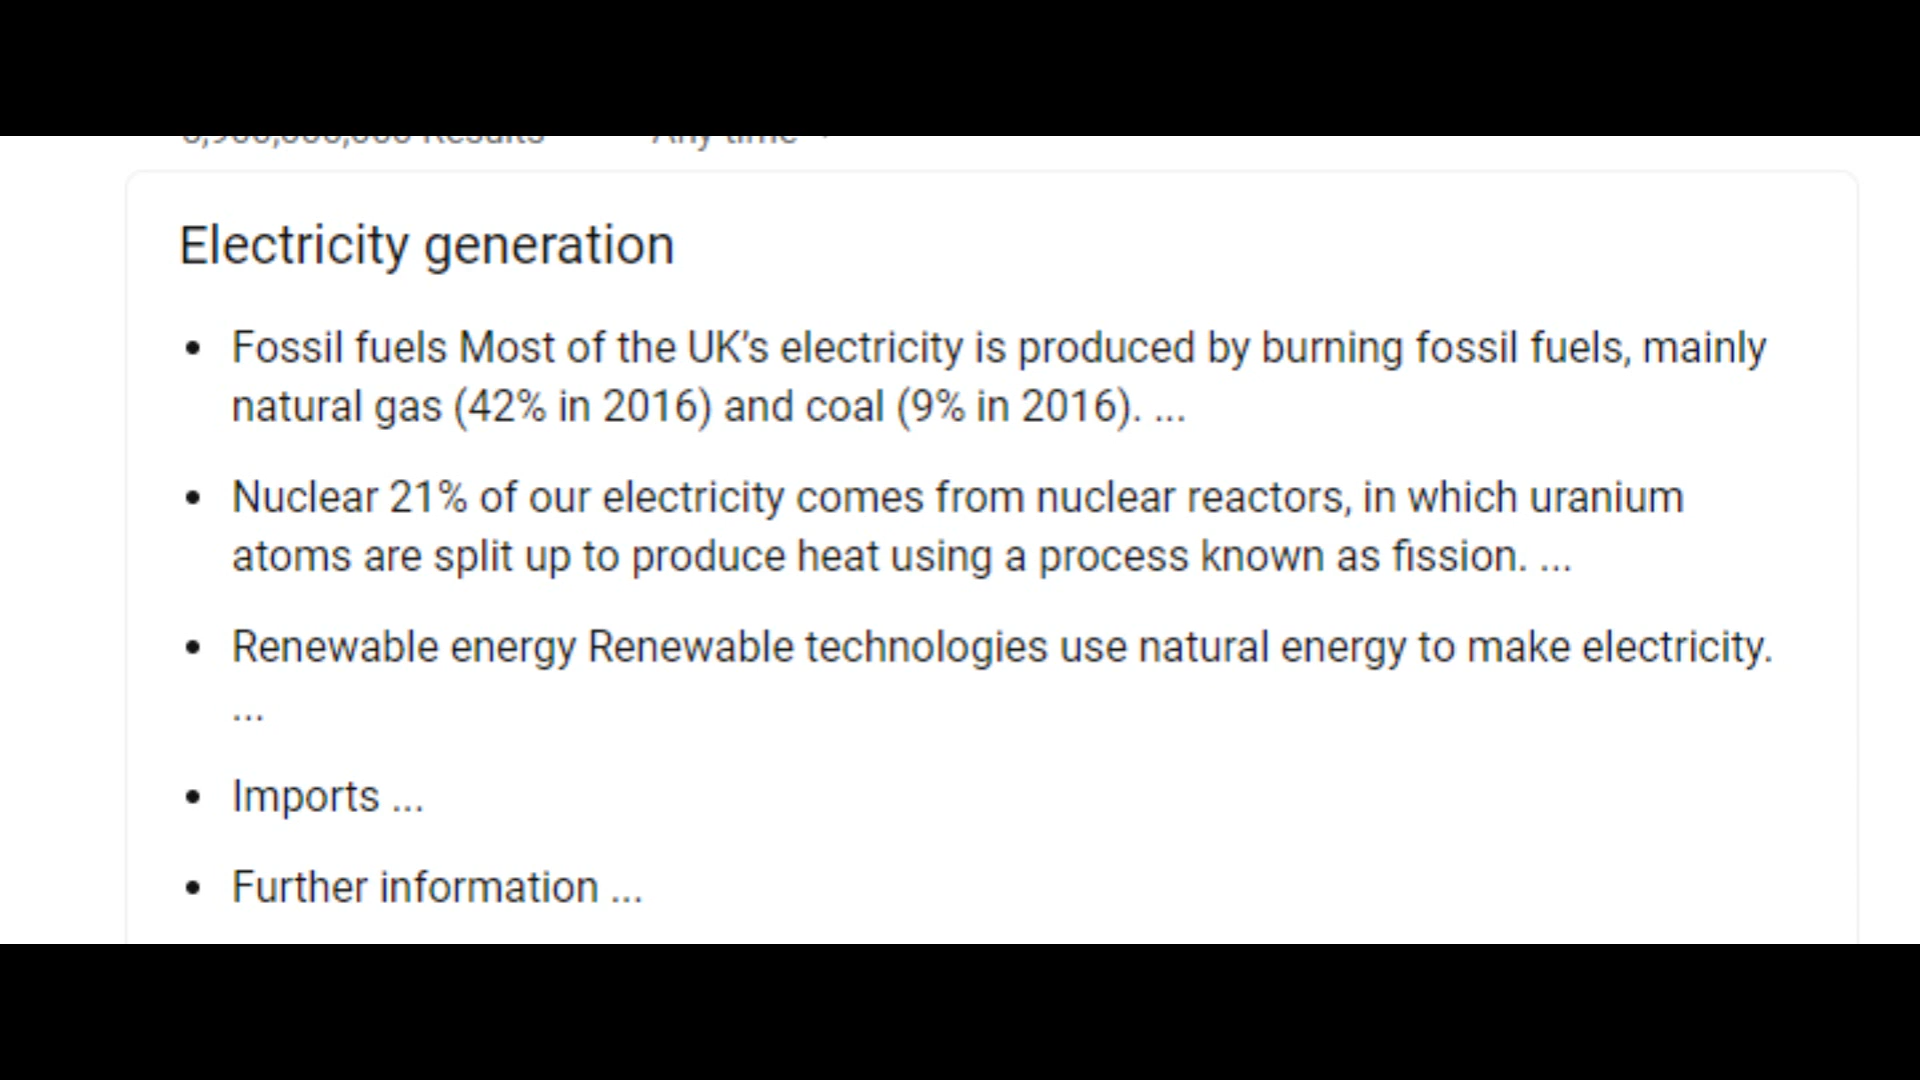 Results Any time
Electricity generation
• Fossil fuels Most of the UK’s electricity is produced by burning fossil fuels, mainly
natural gas (42% in 2016) and coal (9% in 2016). ...
• Nuclear 21% of our electricity comes from nuclear reactors, in which uranium
atoms are split up to produce heat using a process known as fission. ...
• Renewable energy Renewable technologies use natural energy to make electricity.
...
• Imports ...
• Further information ...